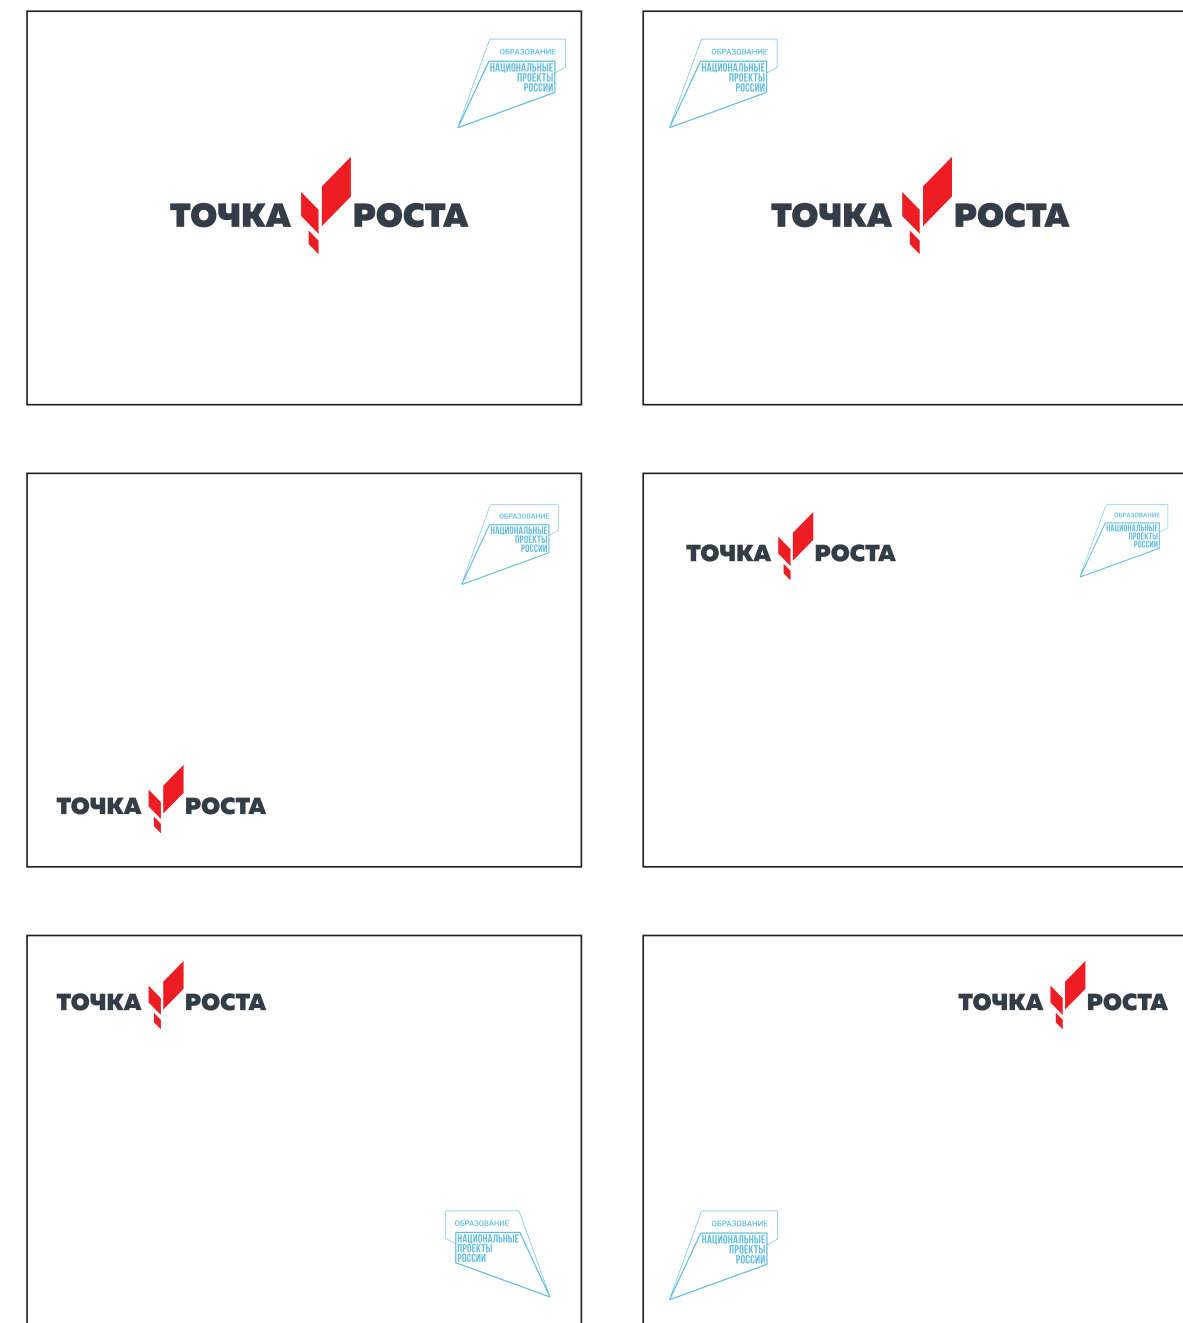 ОБРАЗОВАНИЕ
НАЦИОНАЛЬНЫЕ
ПРОЕКТЫ
РОССИИ
ТОЧКА РОСТА
ОБРАЗОВАНИЕ
НАЦИОНАЛЬНЫЕ
ПРОЕКТЫ
РОССИИ
ТОЧКА РОСТА
ОБРАЗОВАНИЕ
НАЦИОНАЛЬНЫЕ
ПРОЕКТЫ
РОССИИ
ТОЧКА РОСТА
ТОЧКА РОСТА
ОБРАЗОВАНИЕ
НАЦИОНАЛЬНЫЕ
ПРОЕКТЫ
РОССИИ
ТОЧКА РОСТА
ОБРАЗОВАНИЕ
НАЦИОНАЛЬНЫЕ
ПРОЕКТЫ
РОССИИ
ТОЧКА РОСТА
ОБРАЗОВАНИЕ
НАЦИОНАЛЬНЫЕ
ПРОЕКТЫ
РОССИИ